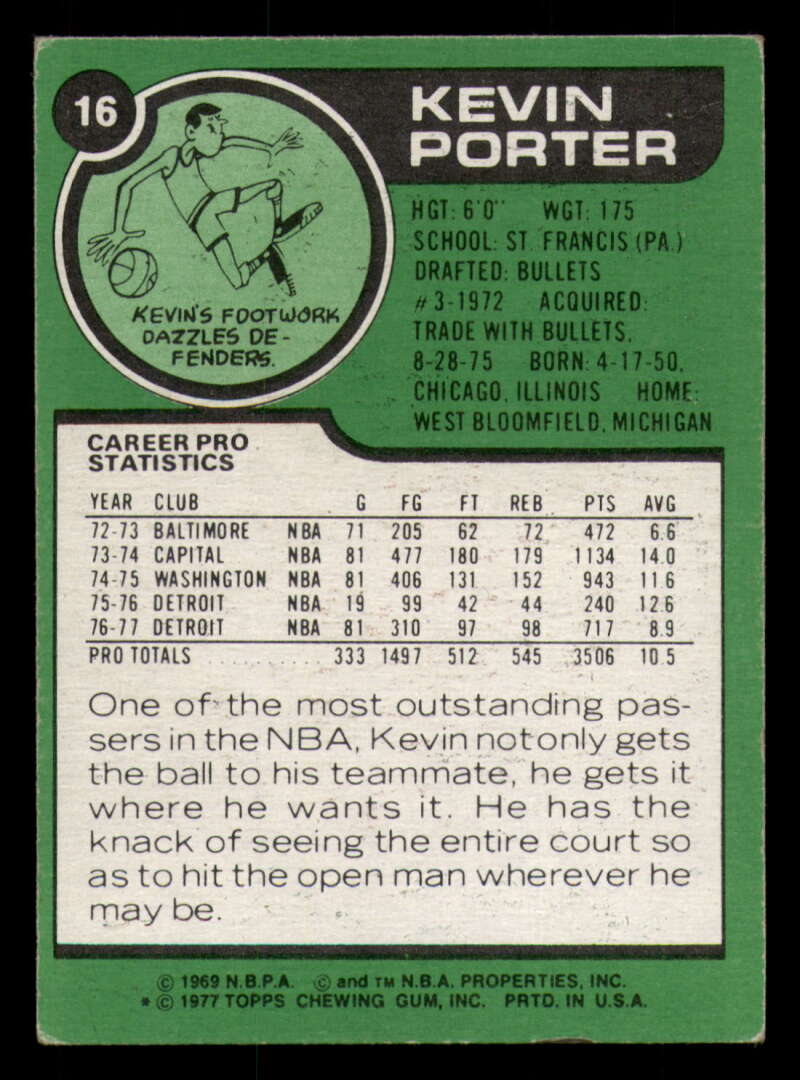 16
KEVIN
PORTER
HGT: 6'0" WGT: 175
SCHOOL: ST. FRANCIS (PA.)
DRAFTED: BULLETS
#3-1972 ACQUIRED:
TRADE WITH BULLETS,
8-28-75 BORN: 4-17-50,
CHICAGO, ILLINOIS HOME:
WEST BLOOMFIELD, MICHIGAN
KEVIN'S FOOTWORK
DAZZLES DE-
FENDERS.
CAREER PRO
STATISTICS
YEAR CLUB G FG FT REB PTS AVG
72-73 BALTIMORE NBA 71 205 62 72 472 6.6
73-74 CAPITAL NBA 81 477 180 179 1134 14.0
74-75 WASHINGTON NBA 81 406 131 152 943 11.6
75-76 DETROIT NBA 19 99 42 44 240 12.6
76-77 DETROIT NBA 81 310 97 98 717 8.9
PRO TOTALS .......... 333 1497 512 545 3506 10.5
One of the most outstanding pas-
sers in the NBA, Kevin not only gets
the ball to his teammate, he gets it
where he wants it. He has the
knack of seeing the entire court so
as to hit the open man wherever he
may be.
© 1969 N.B.P.A. © and TM N.B.A. PROPERTIES, INC.
* © 1977 TOPPS CHEWING GUM, INC. PRTD. IN U.S.A.